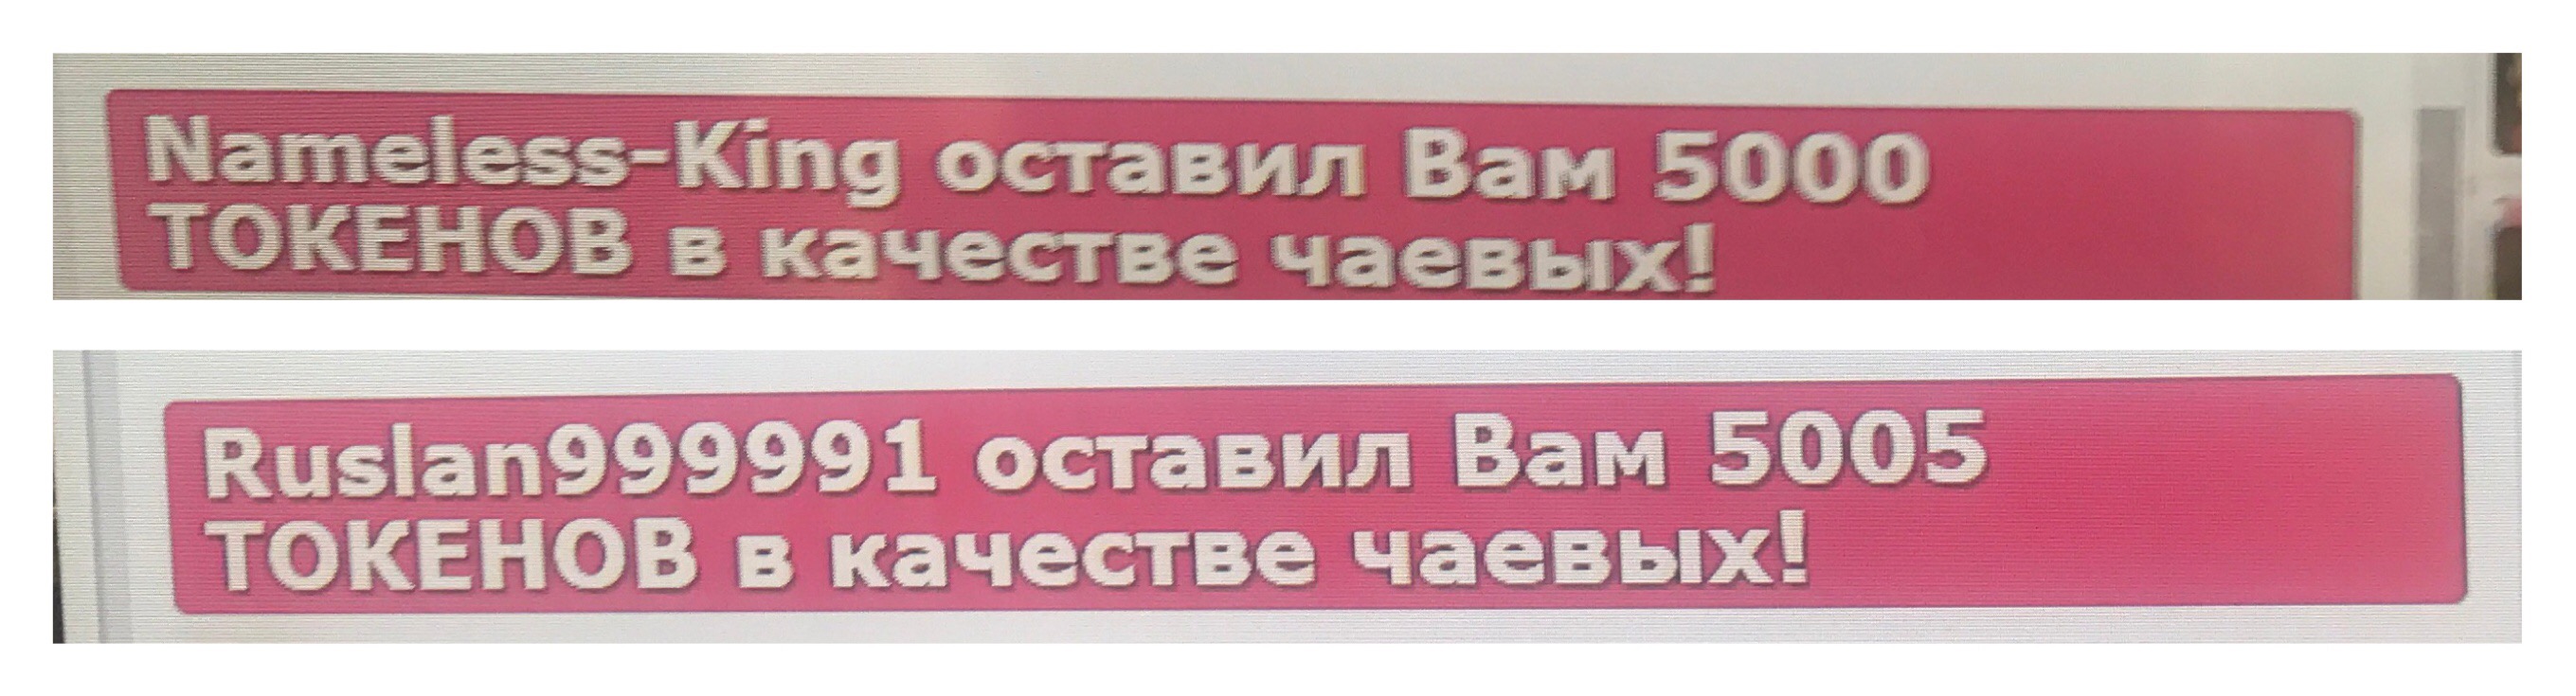 Nameless-King оставил Вам 5000
ТОКЕНОВ в качестве чаевых!
Ruslan999991 оставил Вам 5005
ТОКЕНОВ в качестве чаевых!